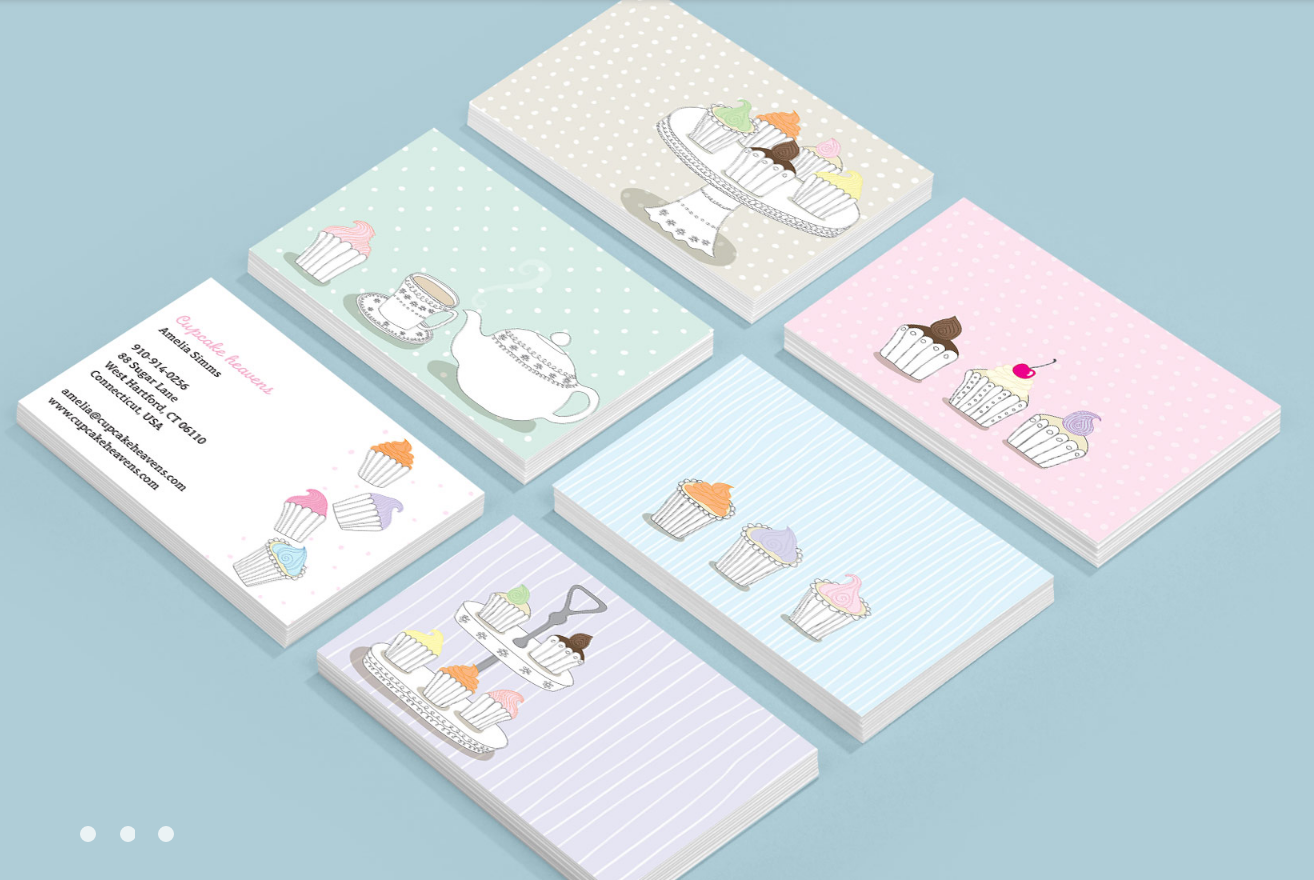 Cupcake heavens
Amelia Simms
910-914-0256
88 Sugar Lane
West Hartford, CT 06110
Connecticut, USA
amelia@cupcakeheavens.com
www.cupcakeheavens.com